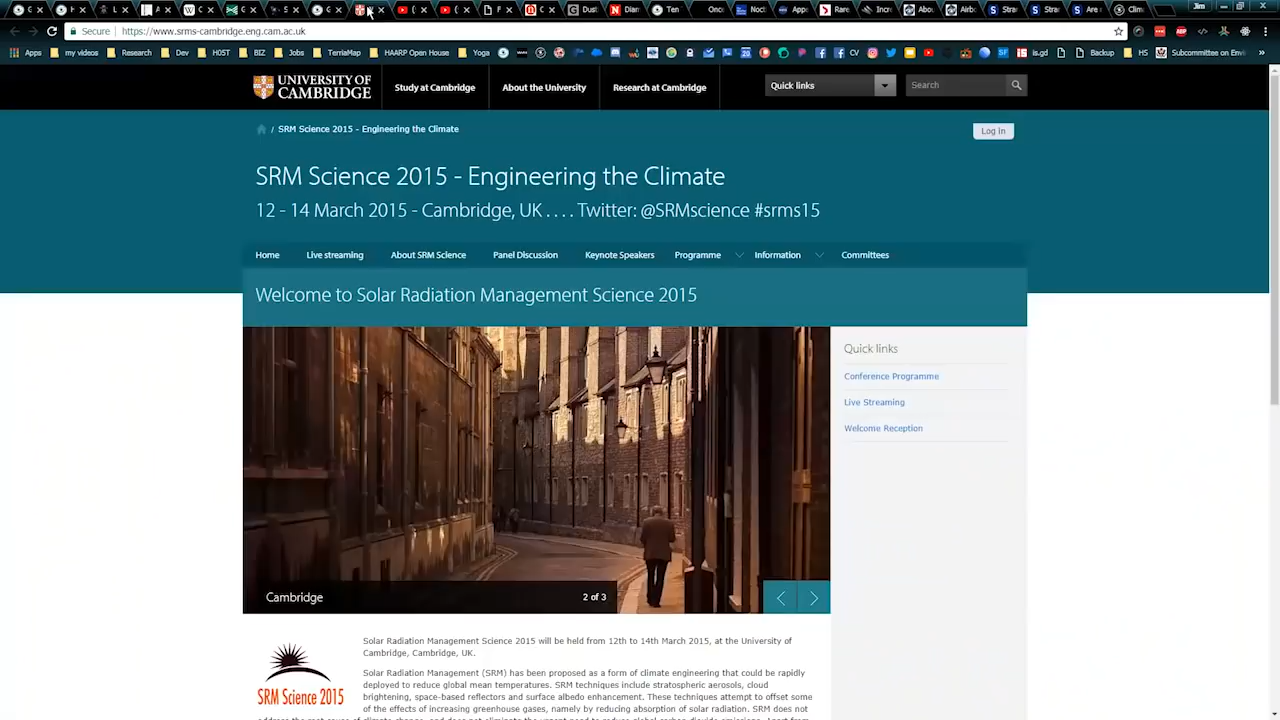 Jim
Secure https://www.srms-cambridge.eng.cam.ac.uk
Apps my videos Research Dev HOST BIZ Jobs TerriaMap HAARP Open House Yoga CV is.gd Backup HS Subcommittee on Envi
UNIVERSITY OF CAMBRIDGE
Study at Cambridge About the University Research at Cambridge Quick links Search
/ SRM Science 2015 - Engineering the Climate
Log in
SRM Science 2015 - Engineering the Climate
12 - 14 March 2015 - Cambridge, UK . . . . Twitter: @SRMscience #srms15
Home Live streaming About SRM Science Panel Discussion Keynote Speakers Programme Information Committees
Welcome to Solar Radiation Management Science 2015
Quick links
Conference Programme
Live Streaming
Welcome Reception
Cambridge 2 of 3
SRM Science 2015
Solar Radiation Management Science 2015 will be held from 12th to 14th March 2015, at the University of
Cambridge, Cambridge, UK.
Solar Radiation Management (SRM) has been proposed as a form of climate engineering that could be rapidly
deployed to reduce global mean temperatures. SRM techniques include stratospheric aerosols, cloud
brightening, space-based reflectors and surface albedo enhancement. These techniques attempt to offset some
of the effects of increasing greenhouse gases, namely by reducing absorption of solar radiation. SRM does not